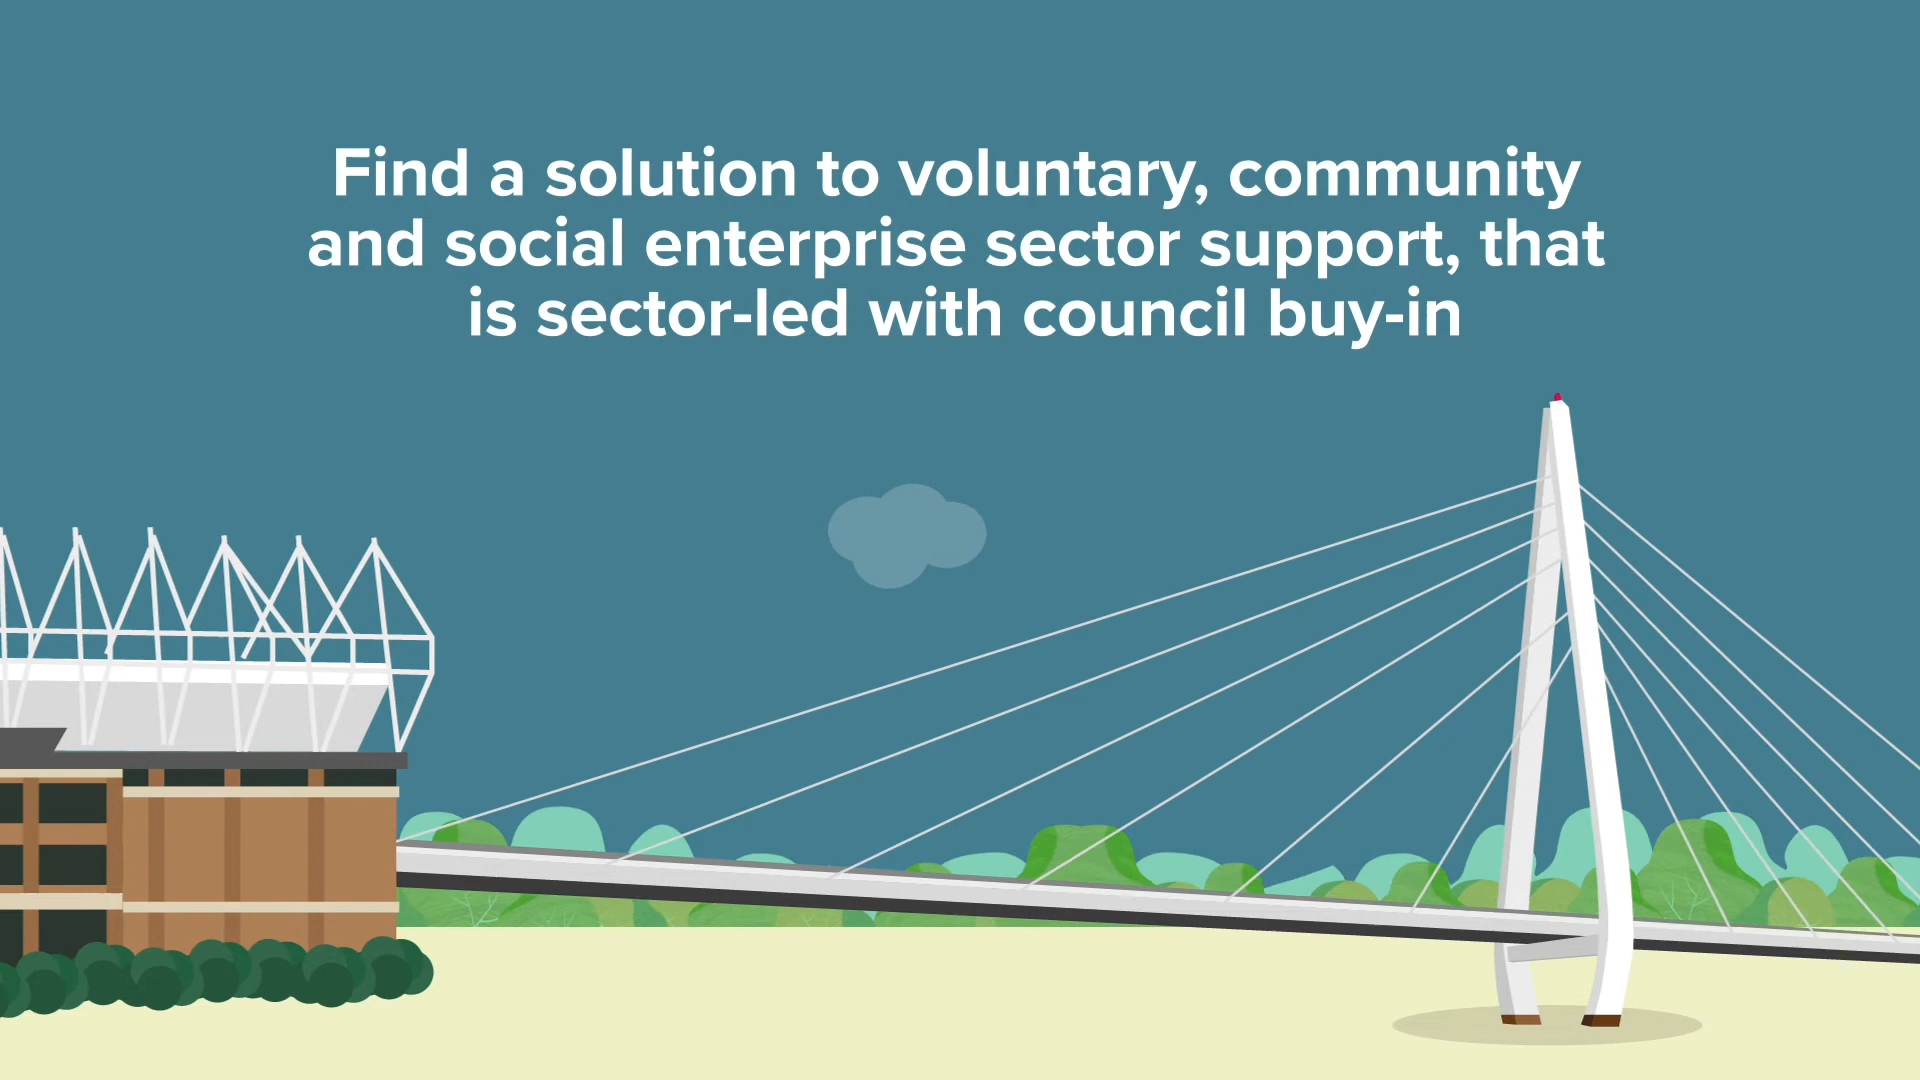 Find a solution to voluntary, community
and social enterprise sector support, that
is sector-led with council buy-in